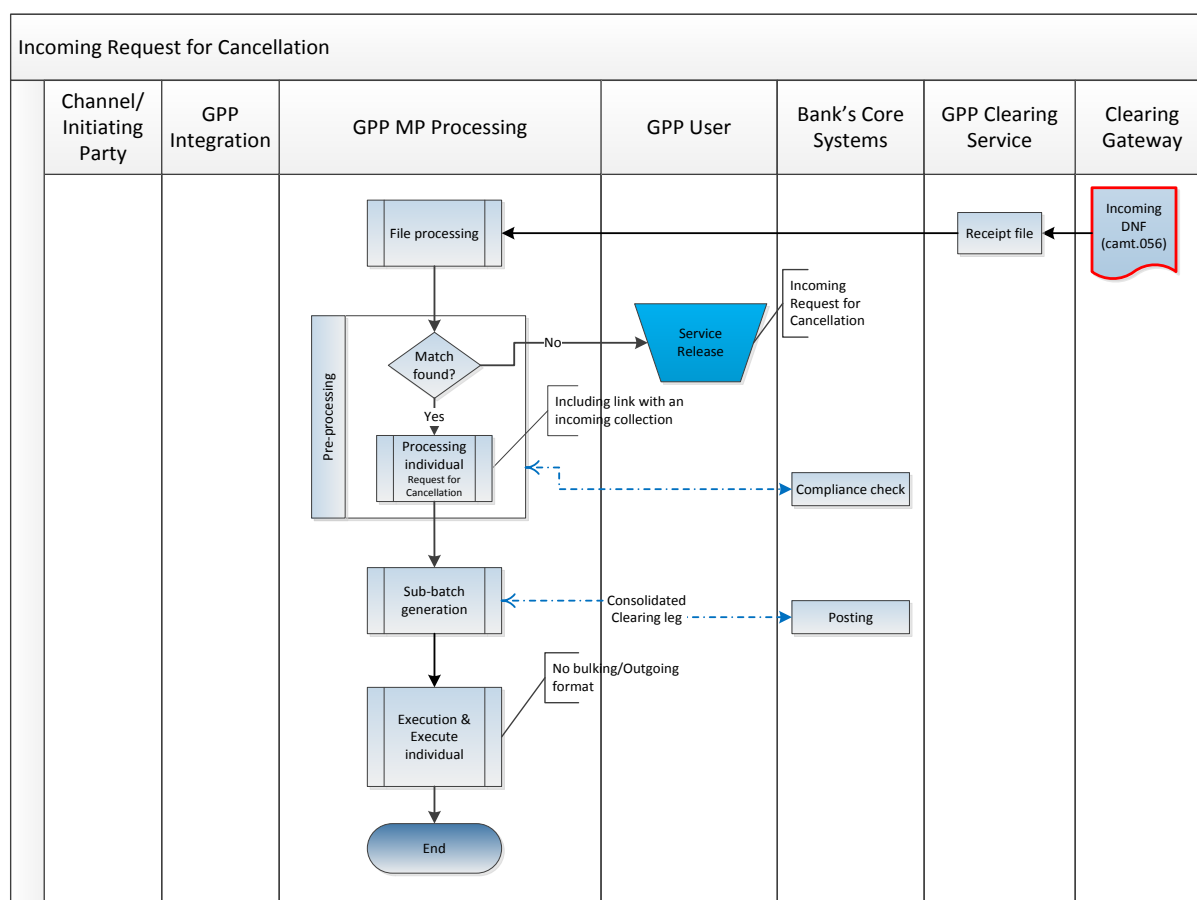 Incoming Request for Cancellation
Channel/
Initiating
Party
GPP
Integration
GPP MP Processing
GPP User
Bank's Core
Systems
GPP Clearing
Service
Clearing
Gateway
File processing
Receipt file
Incoming
DNF
(camt.056)
Incoming
Request for
Cancellation
Service
Release
No
Match
found?
Pre-processing
Yes
Including link with an
incoming collection
Processing
individual
Request for
Cancellation
Compliance check
Sub-batch
generation
Consolidated
Clearing leg
Posting
No bulking/Outgoing
format
Execution &
Execute
individual
End